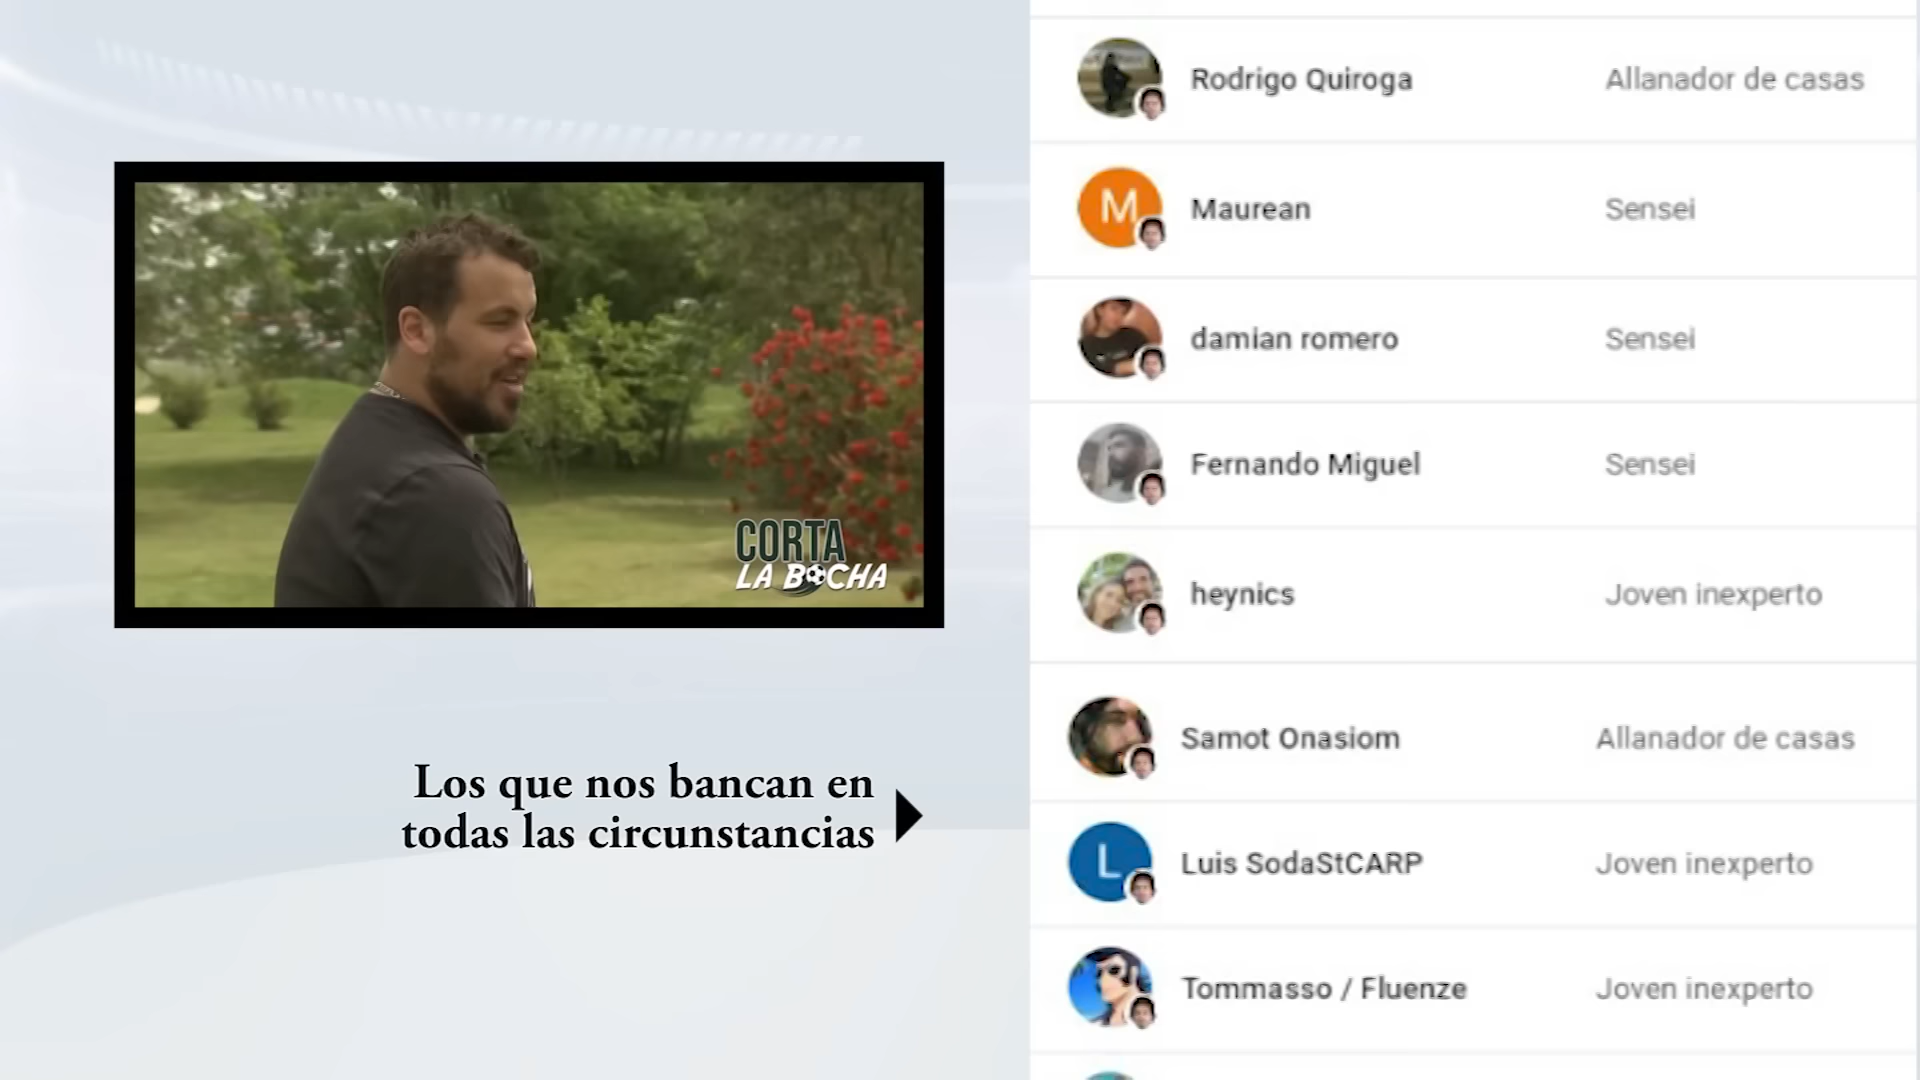 CORTA
LA BOCHA
Los que nos bancan en
todas las circunstancias
Rodrigo Quiroga Allanador de casas
M Maurean Sensei
damian romero Sensei
Fernando Miguel Sensei
heynics Joven inexperto
Samot Onasiom Allanador de casas
L Luis SodaStCARP Joven inexperto
Tommasso / Fluenze Joven inexperto